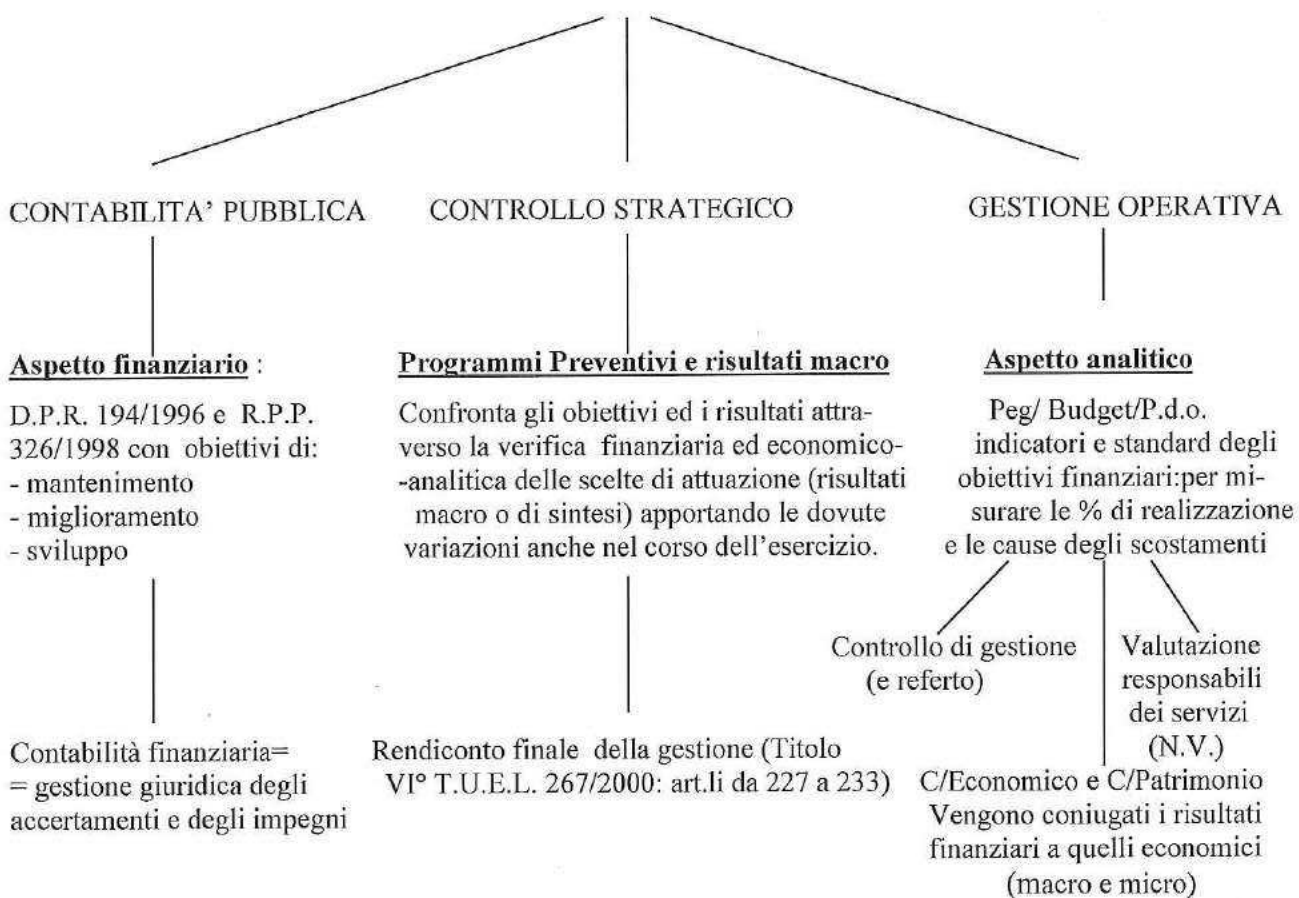 CONTABILITA' PUBBLICA
CONTROLLO STRATEGICO
GESTIONE OPERATIVA
Aspetto finanziario :
D.P.R. 194/1996 e R.P.P.
326/1998 con obiettivi di:
- mantenimento
- miglioramento
- sviluppo
Contabilità finanziaria=
= gestione giuridica degli
accertamenti e degli impegni
Programmi Preventivi e risultati macro
Confronta gli obiettivi ed i risultati attra-
verso la verifica finanziaria ed economico-
-analitica delle scelte di attuazione (risultati
macro o di sintesi) apportando le dovute
variazioni anche nel corso dell'esercizio.
Rendiconto finale della gestione (Titolo
VI° T.U.E.L. 267/2000: art.li da 227 a 233)
Aspetto analitico
Peg/ Budget/P.d.o.
indicatori e standard degli
obiettivi finanziari:per mi-
surare le % di realizzazione
e le cause degli scostamenti
Controllo di gestione
(e referto)
Valutazione
responsabili
dei servizi
(N.V.)
C/Economico e C/Patrimonio
Vengono coniugati i risultati
finanziari a quelli economici
(macro e micro)